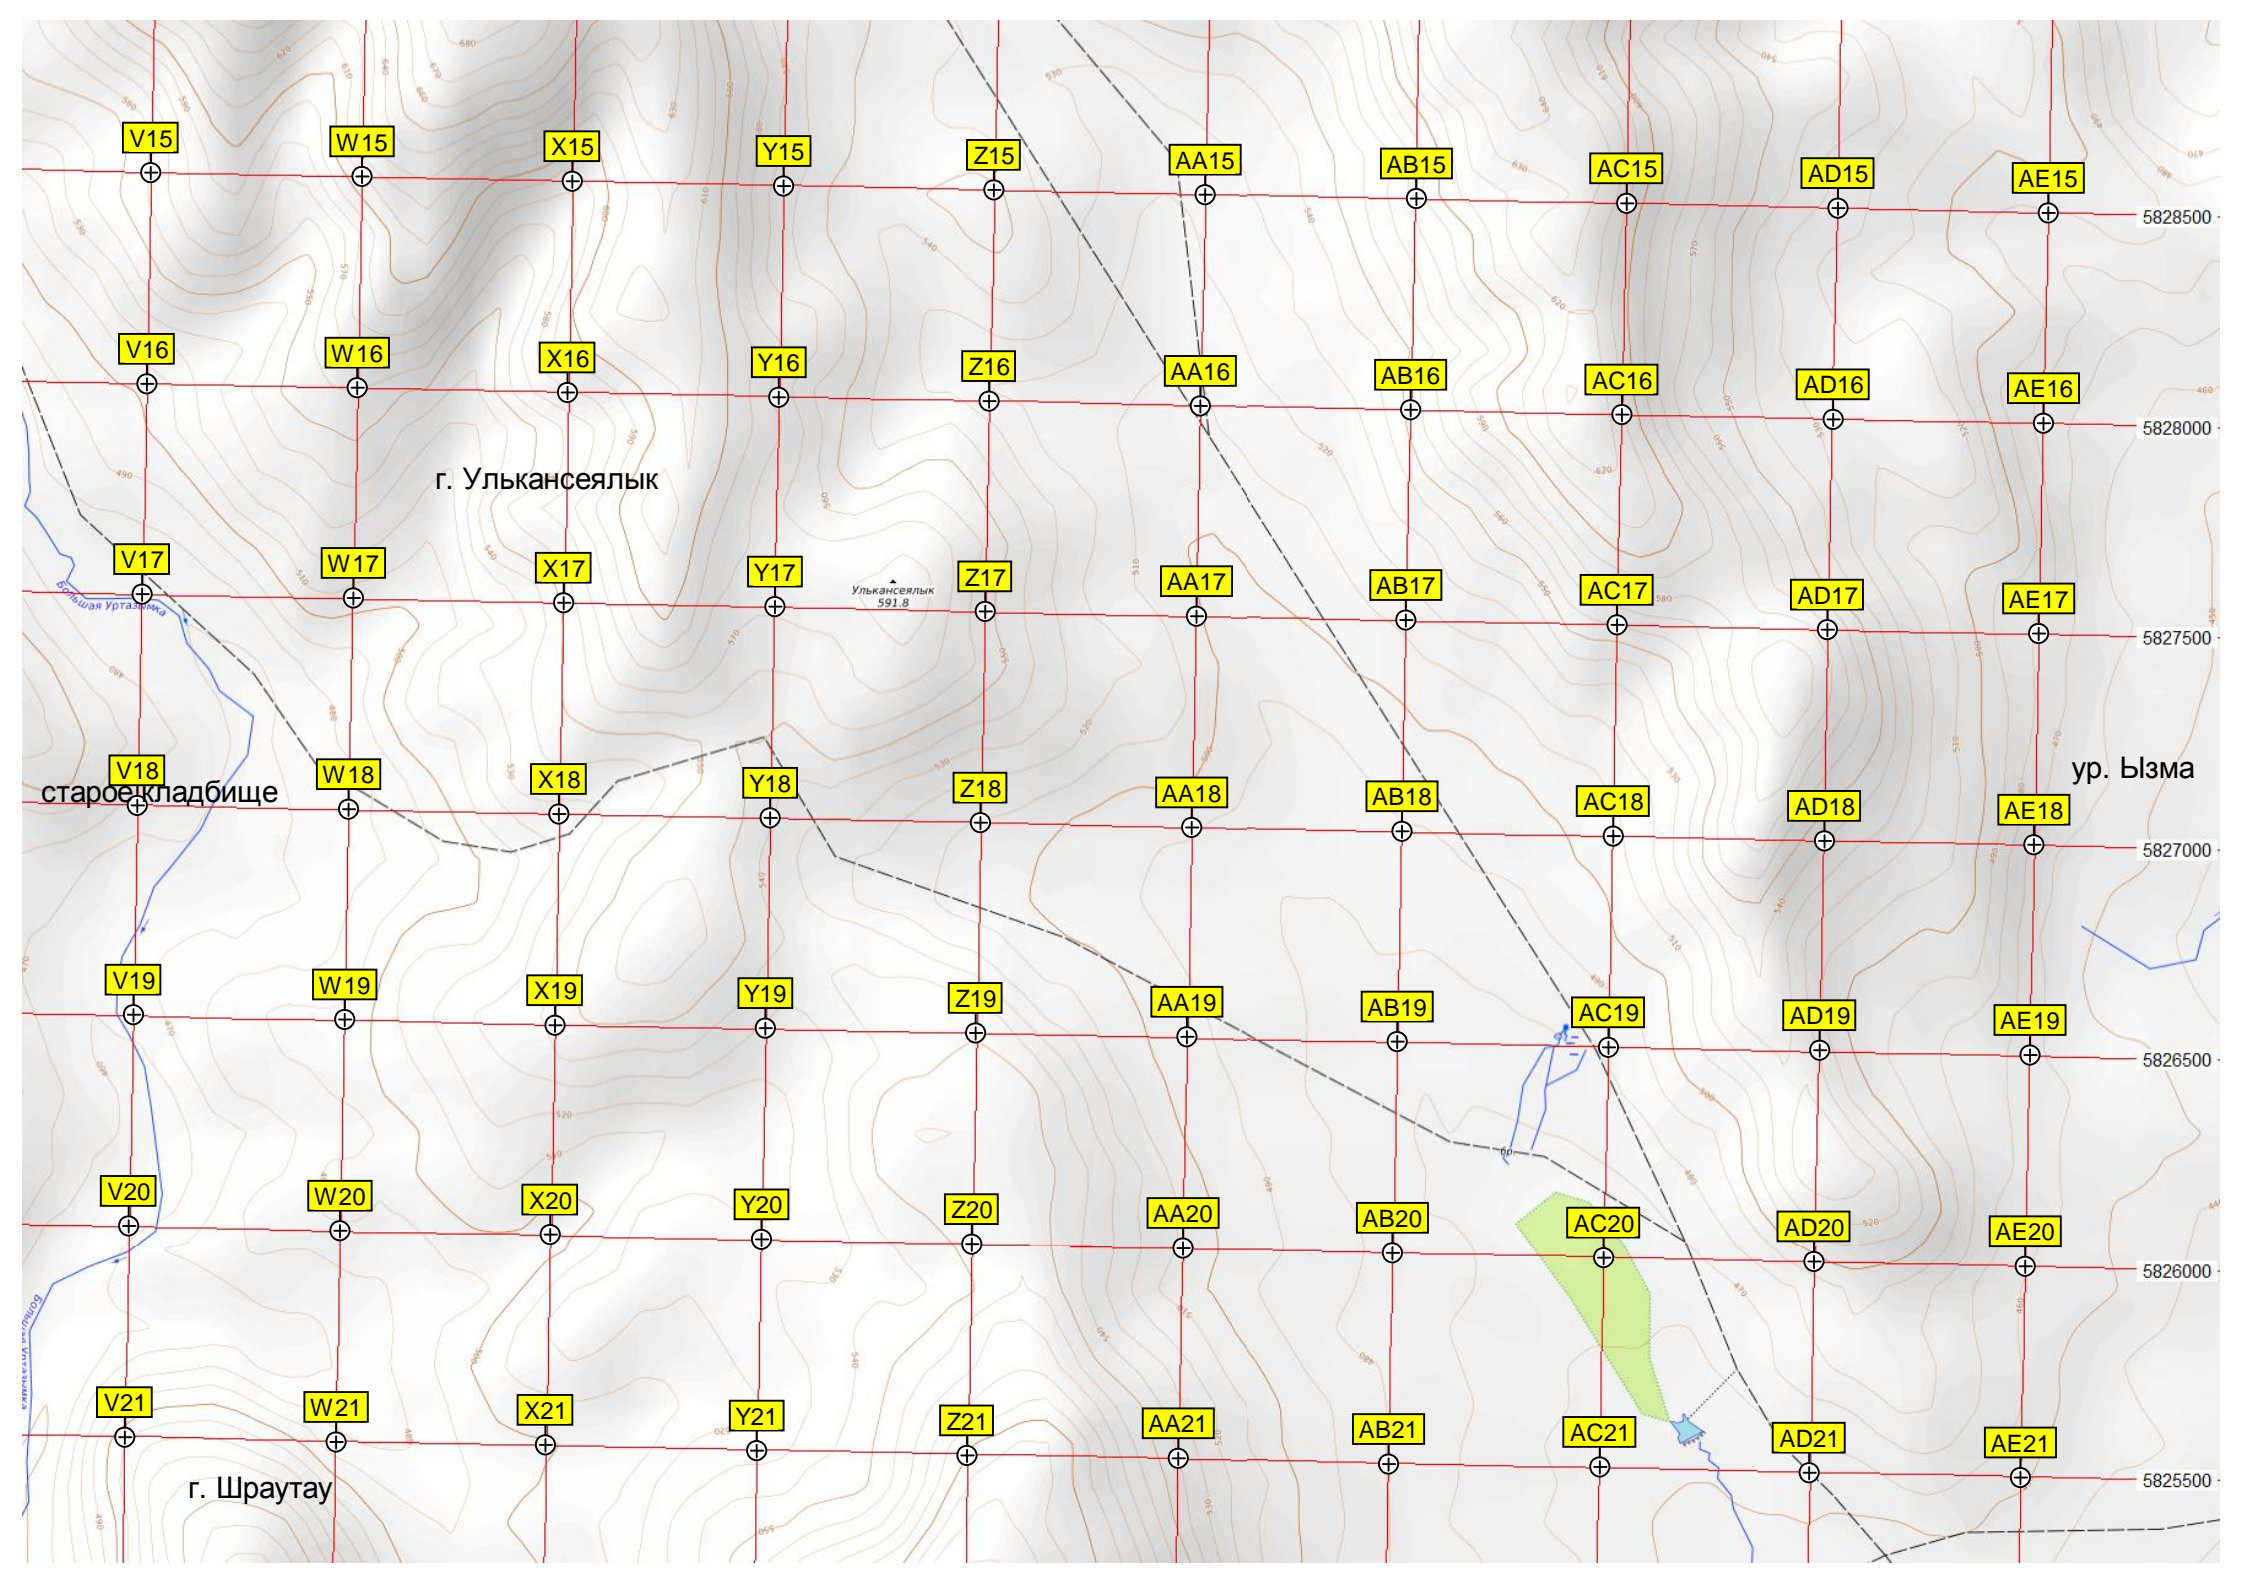 V15 W15 X15 Y15 Z15 AA15 AB15 AC15 AD15 AE15
5828500
V16 W16 X16 Y16 Z16 AA16 AB16 AC16 AD16 AE16
5828000
г. Улькансеялык
V17 W17 X17 Y17 Z17 AA17 AB17 AC17 AD17 AE17
Улькансеялык
591.8
Большая Уртазымка
5827500
V18 W18 X18 Y18 Z18 AA18 AB18 AC18 AD18 AE18
старое кладбище
ур. Ызма
5827000
V19 W19 X19 Y19 Z19 AA19 AB19 AC19 AD19 AE19
5826500
бр.
V20 W20 X20 Y20 Z20 AA20 AB20 AC20 AD20 AE20
5826000
V21 W21 X21 Y21 Z21 AA21 AB21 AC21 AD21 AE21
5825500
г. Шраутау